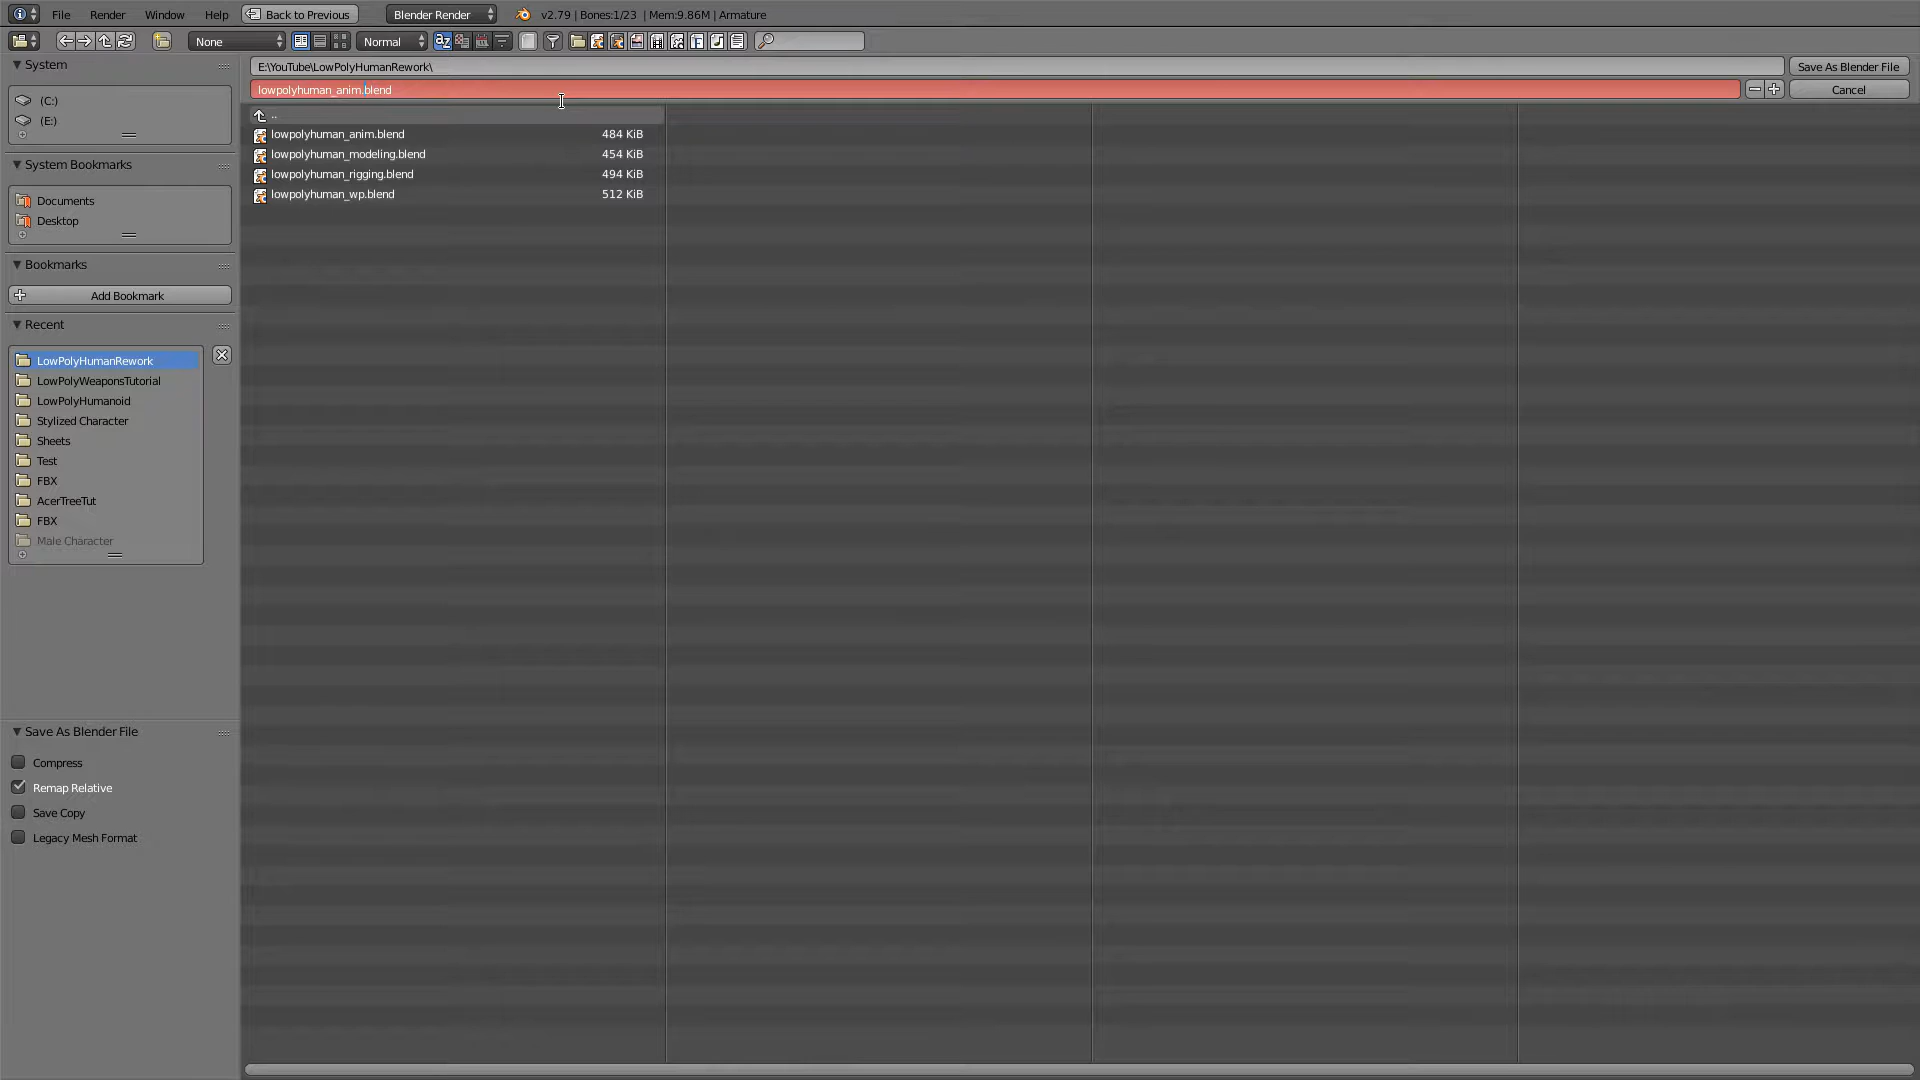 File Render Window Help Back to Previous Blender Render v2.79 | Bones:1/23 | Mem:9.86M | Armature
None Normal
System
E:\YouTube\LowPolyHumanRework\ Save As Blender File
lowpolyhuman_anim.blend Cancel
(C:)
(E:)
..
lowpolyhuman_anim.blend 484 KiB
lowpolyhuman_modeling.blend 454 KiB
lowpolyhuman_rigging.blend 494 KiB
lowpolyhuman_wp.blend 512 KiB
System Bookmarks
Documents
Desktop
Bookmarks
Add Bookmark
Recent
LowPolyHumanRework
LowPolyWeaponsTutorial
LowPolyHumanoid
Stylized Character
Sheets
Test
FBX
AcerTreeTut
FBX
Male Character
Save As Blender File
Compress
Remap Relative
Save Copy
Legacy Mesh Format